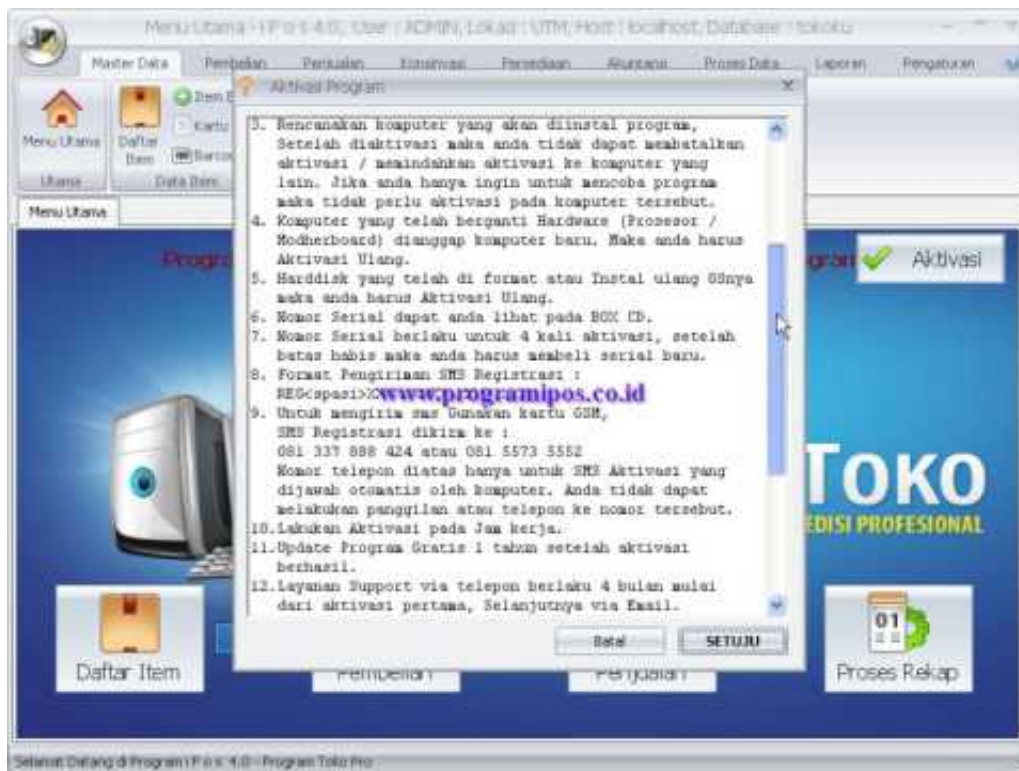 Menu Utama - I P o s 4.0, User : ADMIN, Lokasi : UTM, Host : localhost, Database : tokoku
Master Data Pembelian Penjualan Konsinyasi Persediaan Akuntansi Proses Data Laporan Pengaturan
Aktivasi Program
Menu Utama
Daftar Item
Item
Kartu
Utama
Data Item
Menu Utama
3. Rencanakan komputer yang akan diinstal program,
Setelah diaktivasi maka anda tidak dapat membatalkan
aktivasi / memindahkan aktivasi ke komputer yang
lain. Jika anda hanya ingin untuk mencoba program
maka tidak perlu aktivasi pada komputer tersebut.
4. Komputer yang telah berganti Hardware (Prosesor /
Modherboard) dianggap komputer baru. Maka anda harus
Aktivasi Ulang.
5. Harddisk yang telah di format atau Instal ulang OSnya
maka anda harus Aktivasi Ulang.
6. Nomor Serial dapat anda lihat pada BOX CD.
7. Nomor Serial berlaku untuk 4 kali aktivasi, setelah
batas habis maka anda harus membeli serial baru.
8. Format Pengiriman SMS Registrasi :
REG<spasi>
www.programipos.co.id
9. Untuk mengirim sms Gunakan kartu GSM,
SMS Registrasi dikirm ke :
081 337 888 424 atau 081 5573 5552
Nomor telepon diatas hanya untuk SMS Aktivasi yang
dijawab otomatis oleh komputer. Anda tidak dapat
melakukan panggilan atau telepon ke nomor tersebut.
10.Lakukan Aktivasi pada Jam kerja.
11.Update Program Gratis 1 tahun setelah aktivasi
berhasil.
12.Layanan Support via telepon berlaku 4 bulan mulai
dari aktivasi pertama, Selanjutnya via Email.
Batal
SETUJU
Aktivasi
TOKO
EDISI PROFESIONAL
Daftar Item
Pembelian
Penjualan
01
Proses Rekap
Selamat Datang di Program I P o s 4.0 - Program Toko Pro